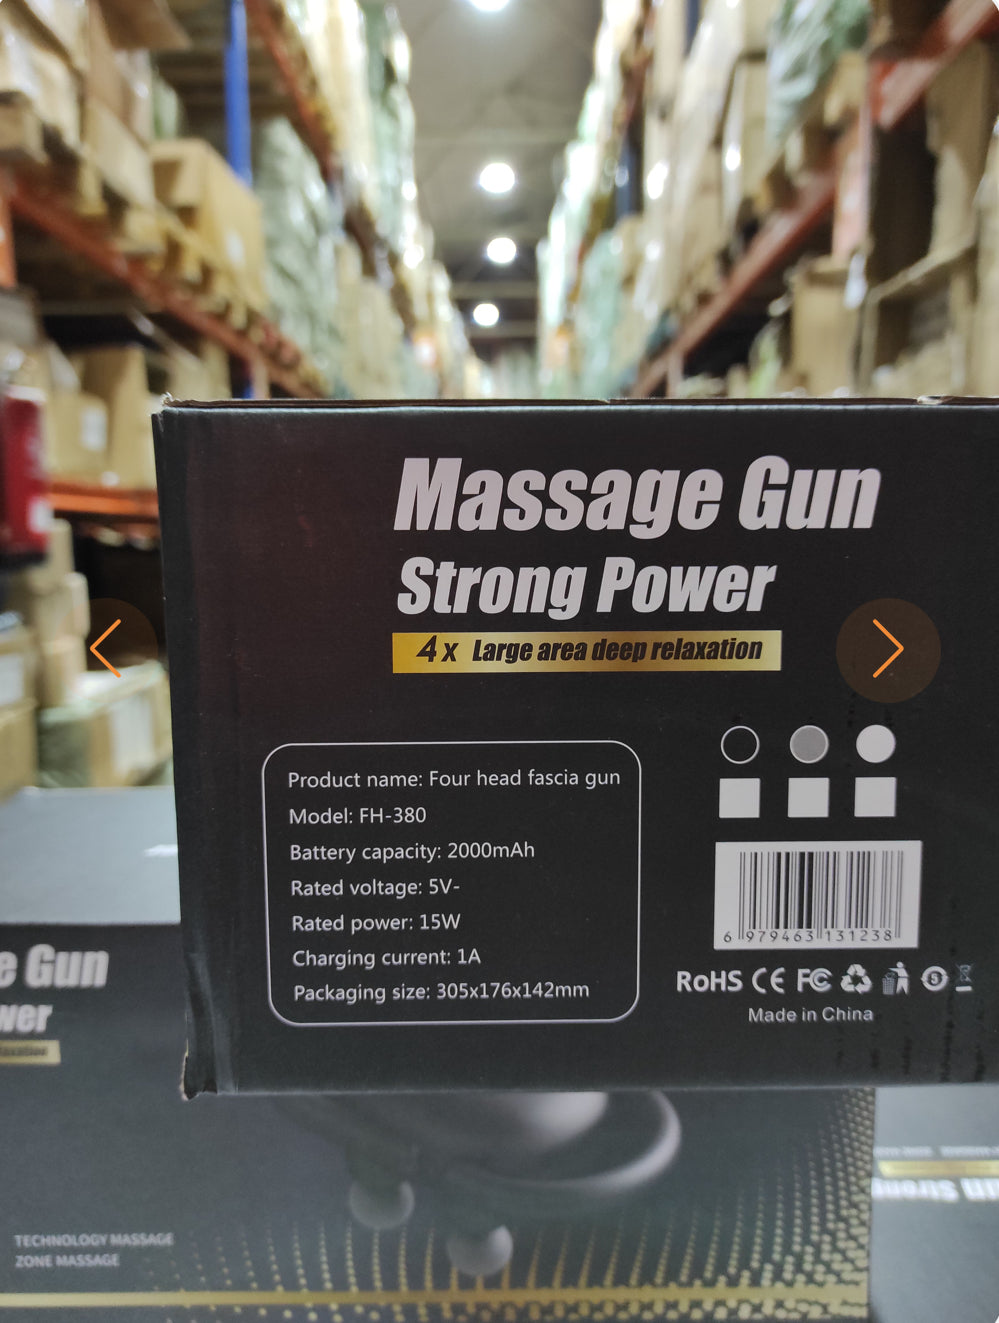 Massage Gun
Strong Power
4x Large area deep relaxation
Product name: Four head fascia gun
Model: FH-380
Battery capacity: 2000mAh
Rated voltage: 5V-
Rated power: 15W
Charging current: 1A
Packaging size: 305x176x142mm
6 979463 131238
RoHS CE FC
5
Made in China
e Gun
wer
laxation
TECHNOLOGY MASSAGE
ZONE MASSAGE